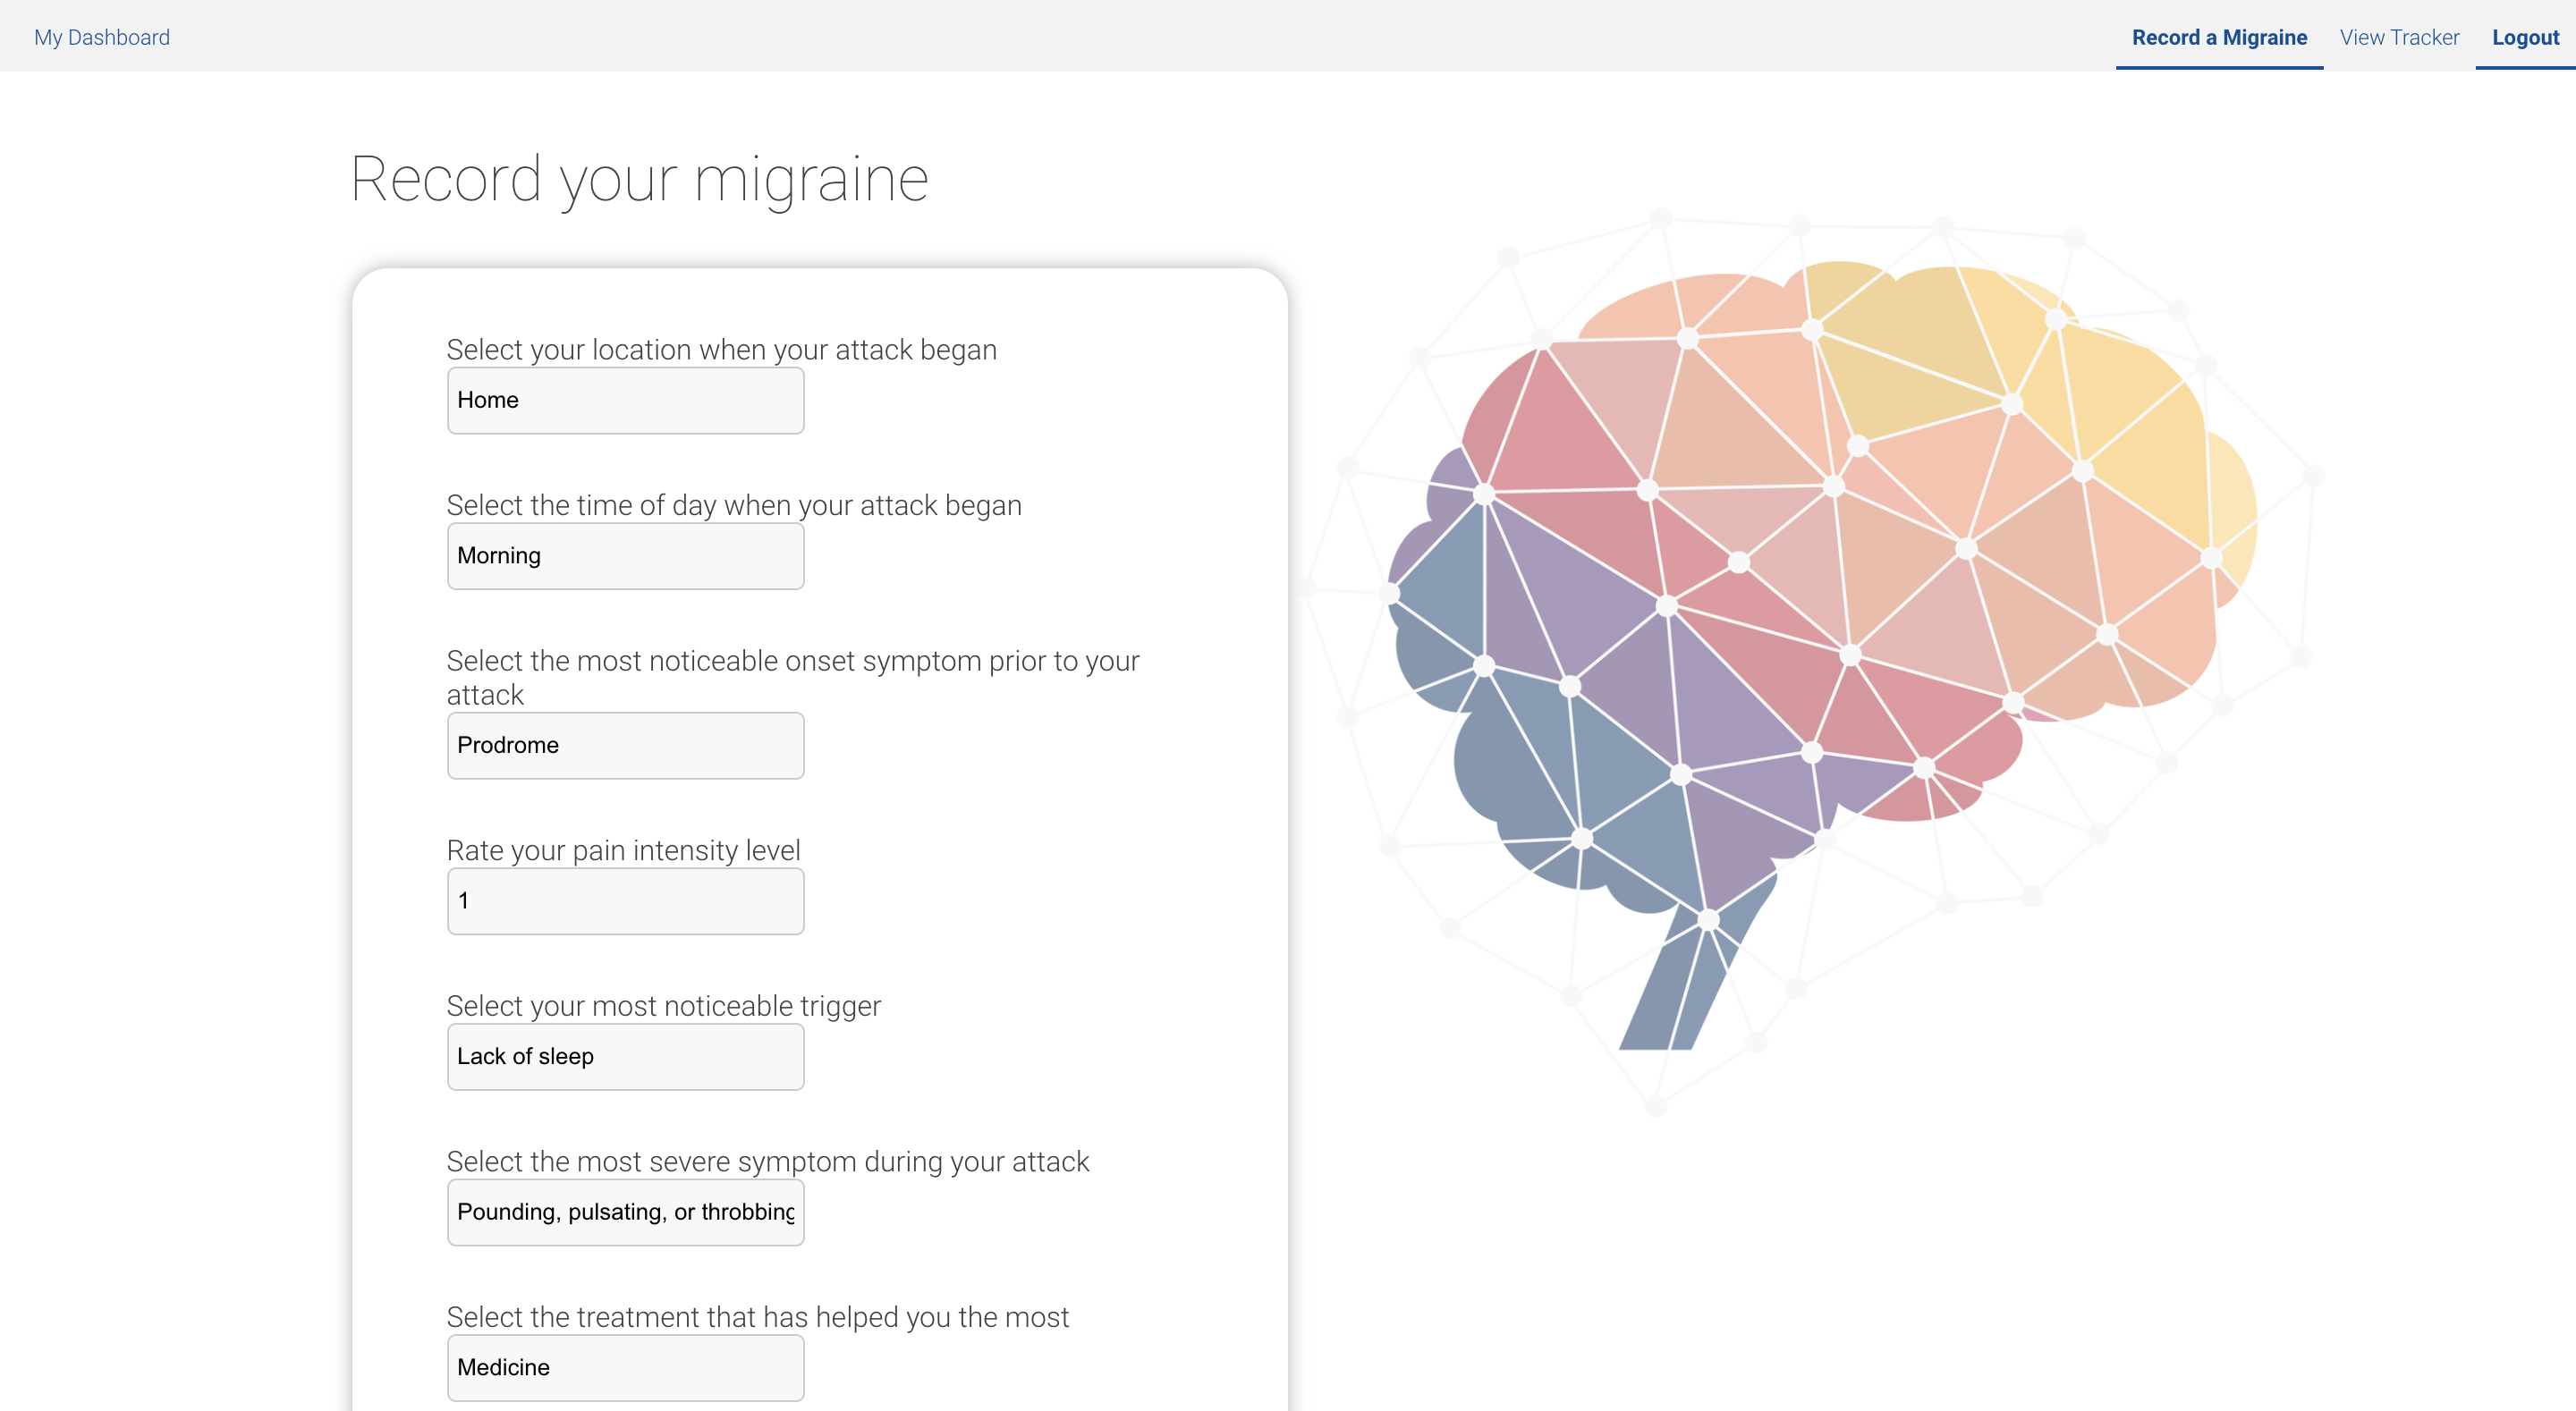 My Dashboard
Record a Migraine
View Tracker
Logout
Record your migraine
Select your location when your attack began
Home
Select the time of day when your attack began
Morning
Select the most noticeable onset symptom prior to your
attack
Prodrome
Rate your pain intensity level
1
Select your most noticeable trigger
Lack of sleep
Select the most severe symptom during your attack
Pounding, pulsating, or throbbing
Select the treatment that has helped you the most
Medicine